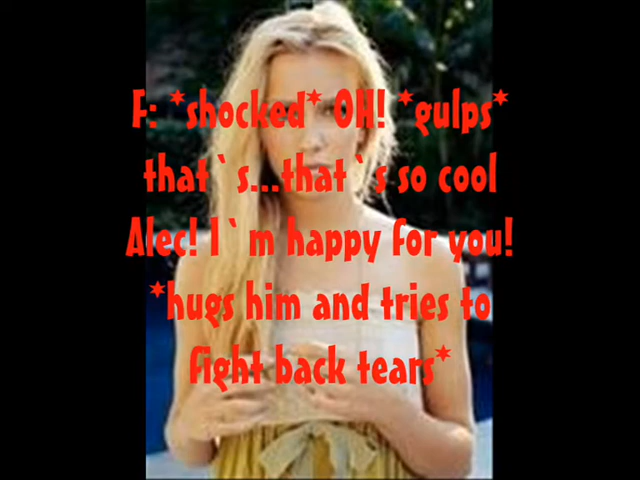 F: *shocked* OH! *gulps*
that`s...that`s so cool
Alec! I`m happy for you!
*hugs him and tries to
fight back tears*